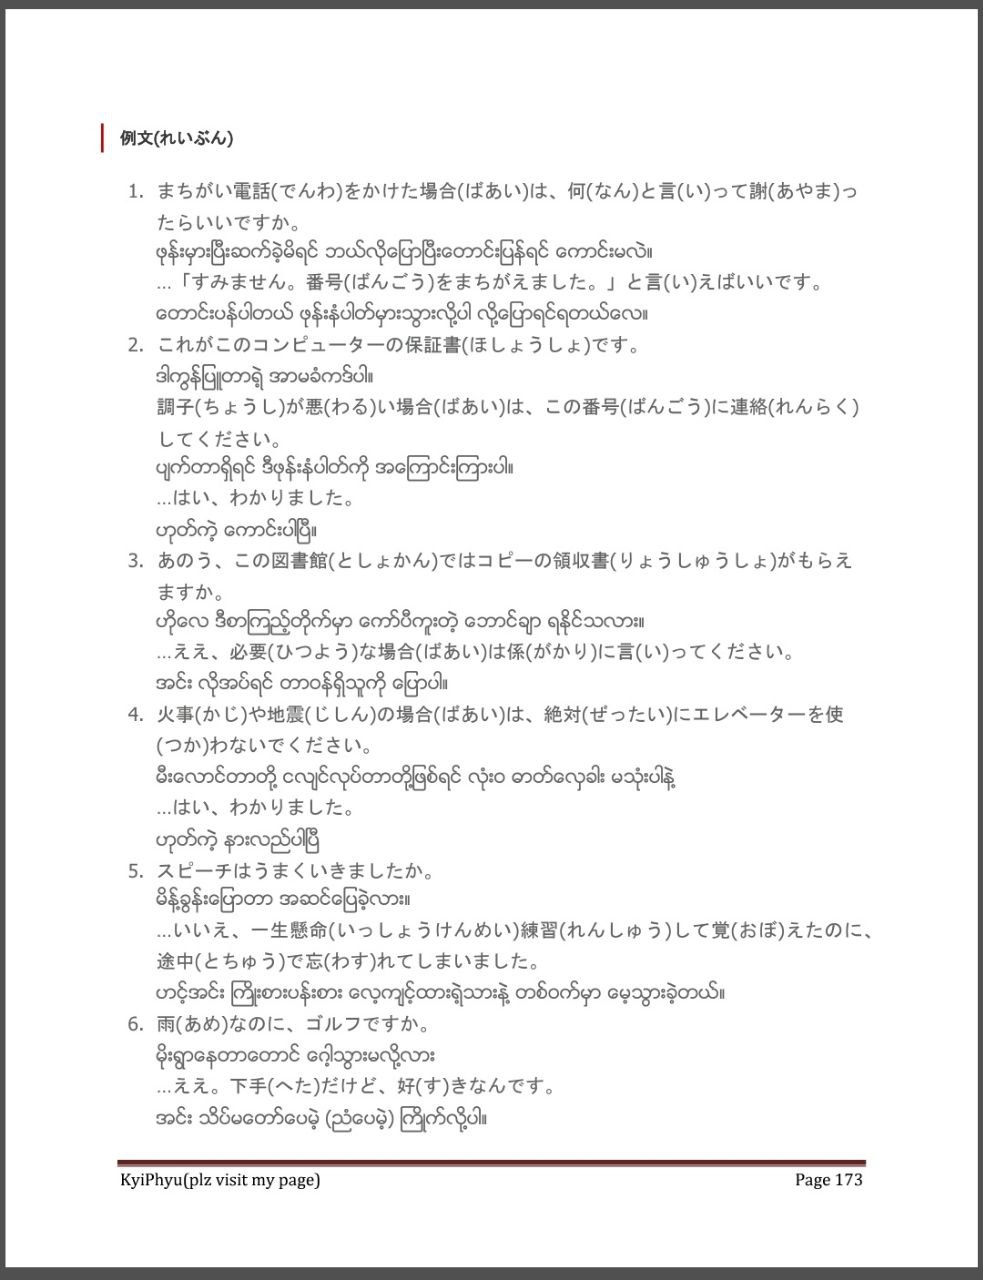 例文(れいぶん)
1. まちがい電話(でんわ)をかけた場合(ばあい)は、何(なん)と言(い)って謝(あやま)っ
たらいいですか。
ဖုန်းမှားပြီးဆက်ခဲ့မိရင် ဘယ်လိုပြောပြီးတောင်းပြန်ရင် ကောင်းမလဲ။
…「すみません。番号(ばんごう)をまちがえました。」と言(い)えばいいです。
တောင်းပန်ပါတယ် ဖုန်းနံပါတ်မှားသွားလို့ပါ လို့ပြောရင်ရတယ်လေ။
2. これがこのコンピューターの保証書(ほしょうしょ)です。
ဒါကွန်ပြူတာရဲ့ အာမခံကဒ်ပါ။
調子(ちょうし)が悪(わる)い場合(ばあい)は、この番号(ばんごう)に連絡(れんらく)
してください。
ပျက်တာရှိရင် ဒီဖုန်းနံပါတ်ကို အကြောင်းကြားပါ။
…はい、わかりました。
ဟုတ်ကဲ့ ကောင်းပါပြီ။
3. あのう、この図書館(としょかん)ではコピーの領収書(りょうしゅうしょ)がもらえ
ますか。
ဟိုလေ ဒီစာကြည့်တိုက်မှာ ကော်ပီကူးတဲ့ ဘောင်ချာ ရနိုင်သလား။
…ええ、必要(ひつよう)な場合(ばあい)は係(がかり)に言(い)ってください。
အင်း လိုအပ်ရင် တာဝန်ရှိသူကို ပြောပါ။
4. 火事(かじ)や地震(じしん)の場合(ばあい)は、絶対(ぜったい)にエレベーターを使
(つか)わないでください。
မီးလောင်တာတို့ ငလျင်လှုပ်တာတို့ဖြစ်ရင် လုံးဝ ဓာတ်လှေခါး မသုံးပါနဲ့
…はい、わかりました。
ဟုတ်ကဲ့ နားလည်ပါပြီ
5. スピーチはうまくいきましたか。
မိန့်ခွန်းပြောတာ အဆင်ပြေခဲ့လား။
…いいえ、一生懸命(いっしょうけんめい)練習(れんしゅう)して覚(おぼ)えたのに、
途中(とちゅう)で忘(わす)れてしまいました。
ဟင့်အင်း ကြိုးစားပန်းစား လေ့ကျင့်ထားရဲ့သားနဲ့ တစ်ဝက်မှာ မေ့သွားခဲ့တယ်။
6. 雨(あめ)なのに、ゴルフですか。
မိုးရွာနေတာတောင် ဂေါ့သွားမလို့လား
…ええ。下手(へた)だけど、好(す)きなんです。
အင်း သိပ်မတော်ပေမဲ့ (ညံပေမဲ့) ကြိုက်လို့ပါ။
KyiPhyu(plz visit my page) Page 173